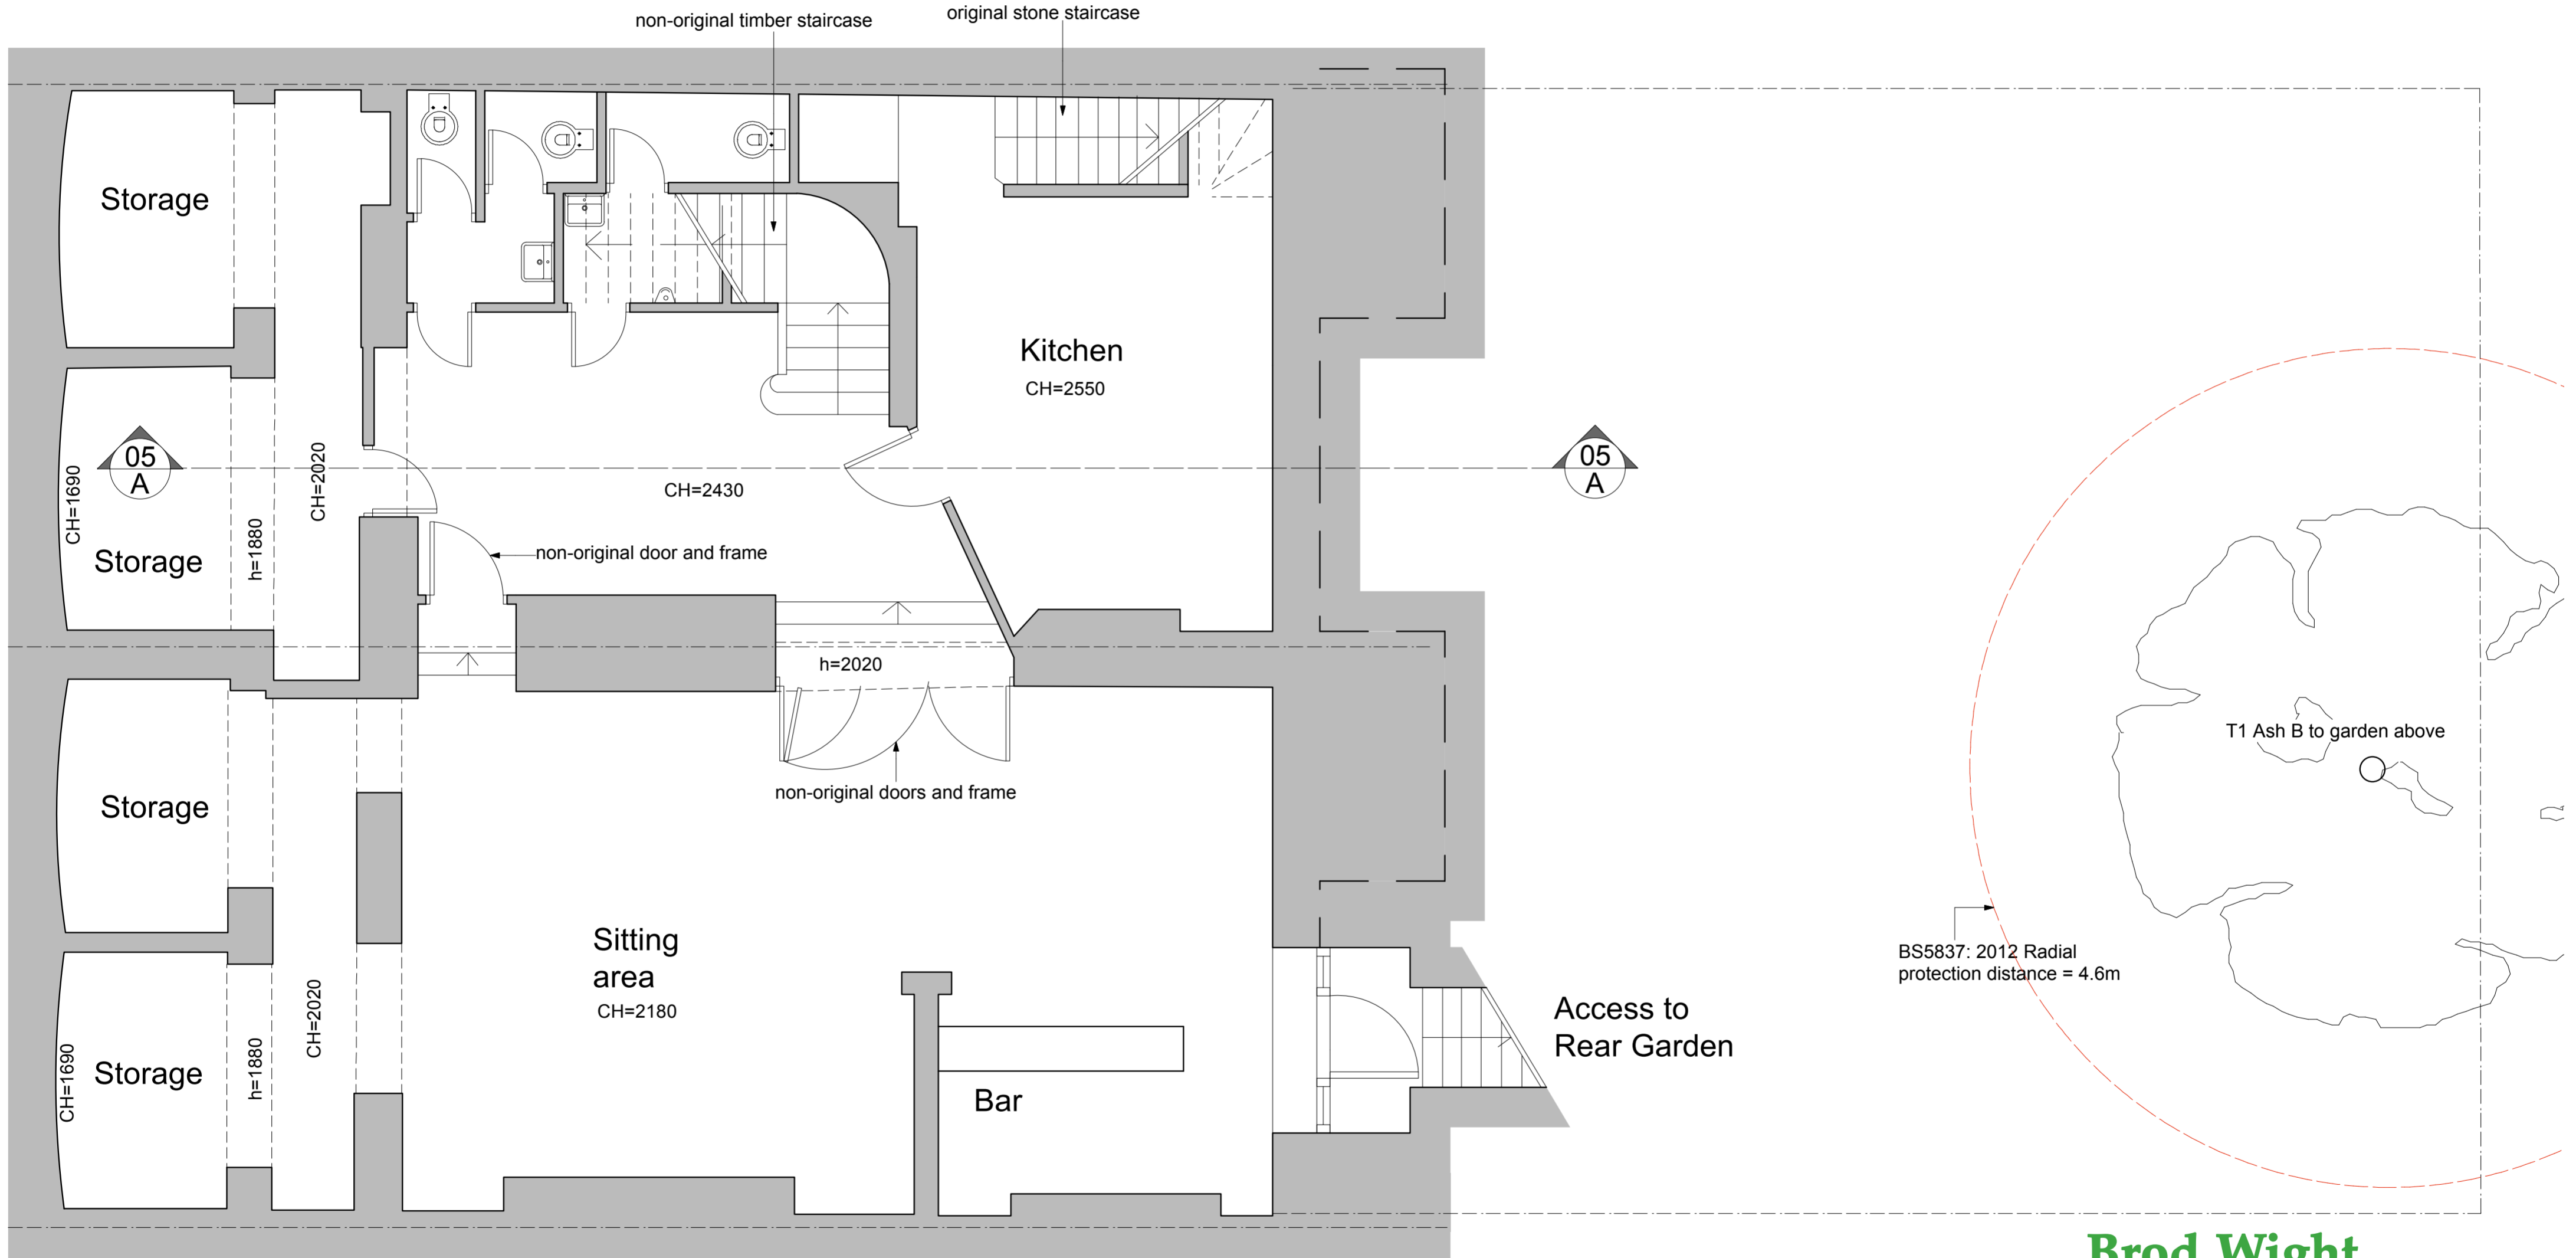 non-original timber staircase
original stone staircase
Storage
Kitchen
CH=2550
05
A
CH=1690
CH=2020
Storage
h=1880
CH=2430
05
A
non-original door and frame
h=2020
T1 Ash B to garden above
non-original doors and frame
Storage
Sitting
area
CH=2180
BS5837: 2012 Radial
protection distance = 4.6m
Access to
Rear Garden
CH=2020
CH=1690
Storage
h=1880
Bar
Brod Wight